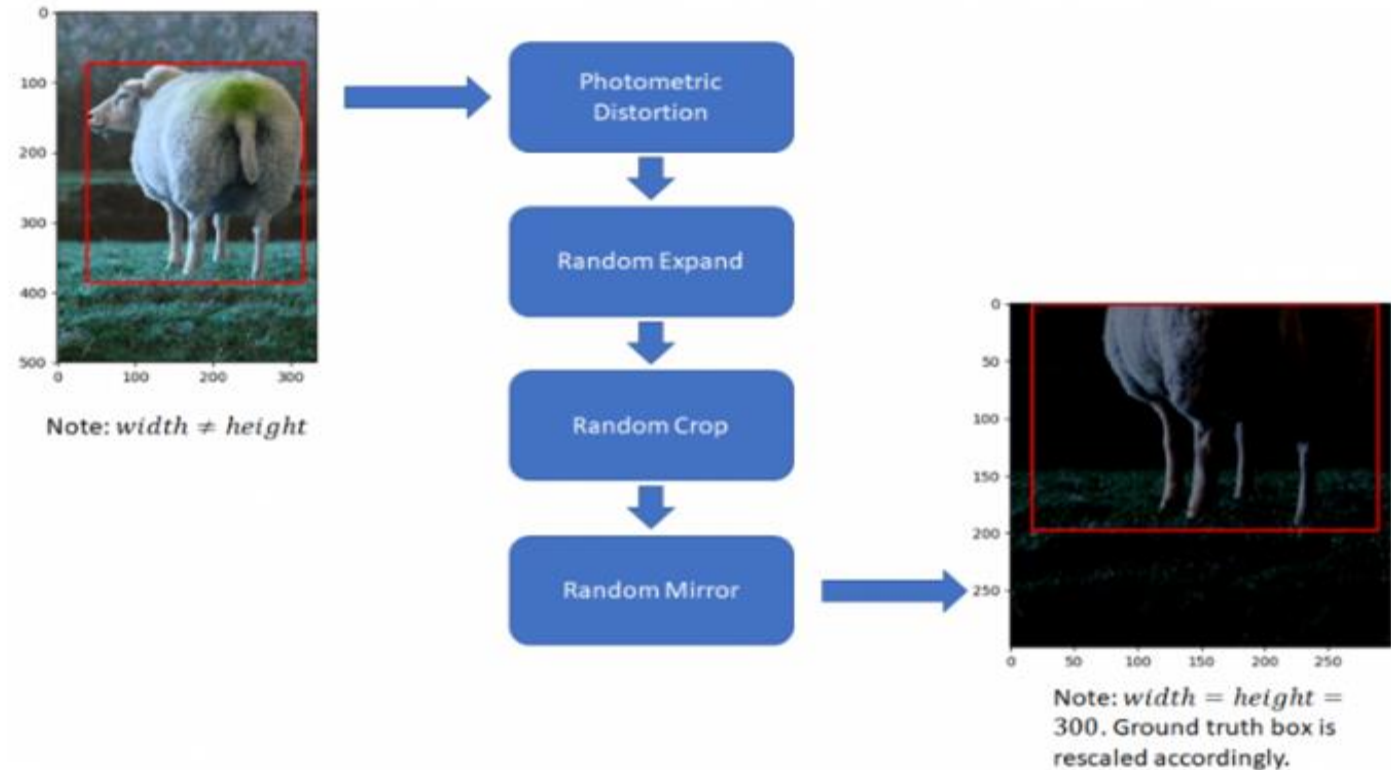 0
100
200
300
400
500
0 100 200 300
Note: width ≠ height
Photometric
Distortion
Random Expand
Random Crop
Random Mirror
0
50
100
150
200
250
0 50 100 150 200 250
Note: width = height =
300. Ground truth box is
rescaled accordingly.